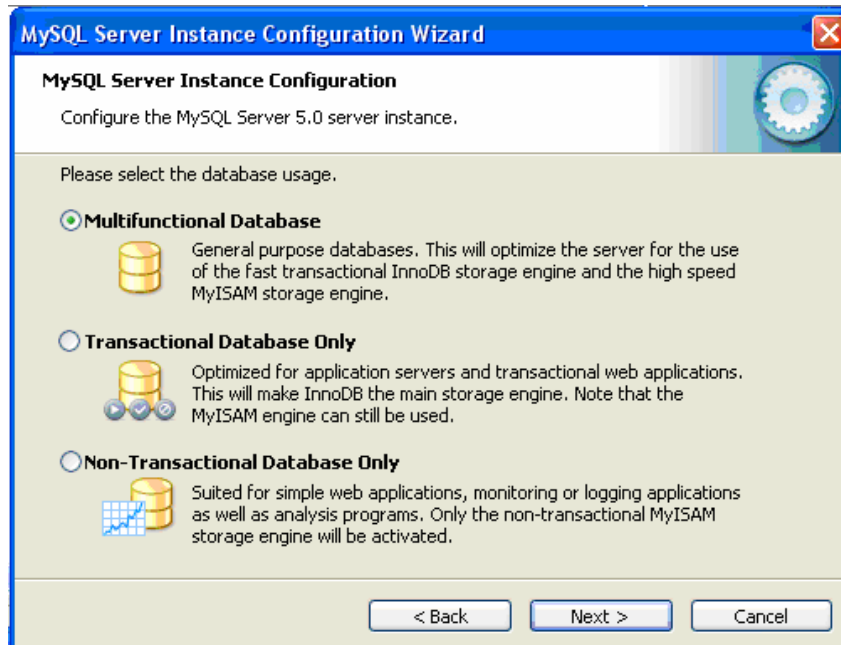 MySQL Server Instance Configuration Wizard
MySQL Server Instance Configuration
Configure the MySQL Server 5.0 server instance.
Please select the database usage.
Multifunctional Database
General purpose databases. This will optimize the server for the use
of the fast transactional InnoDB storage engine and the high speed
MyISAM storage engine.
Transactional Database Only
Optimized for application servers and transactional web applications.
This will make InnoDB the main storage engine. Note that the
MyISAM engine can still be used.
Non-Transactional Database Only
Suited for simple web applications, monitoring or logging applications
as well as analysis programs. Only the non-transactional MyISAM
storage engine will be activated.
< Back
Next >
Cancel